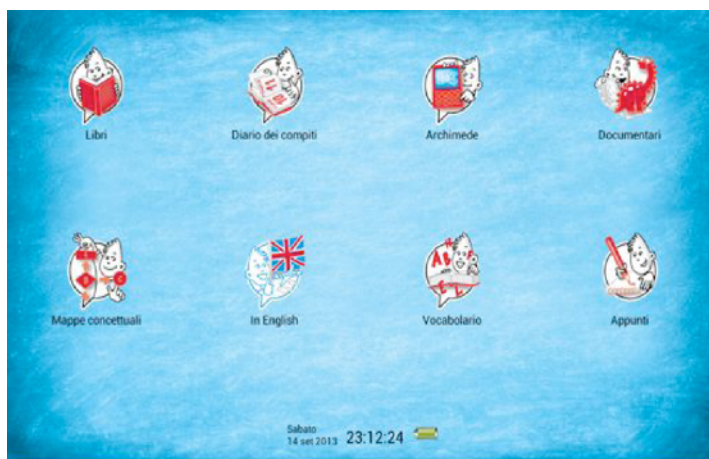 Libri
Diario dei compiti
Archimede
Documentari
Mappe concettuali
In English
Vocabolario
Appunti
Sabato
14 set 2013 23:12:24